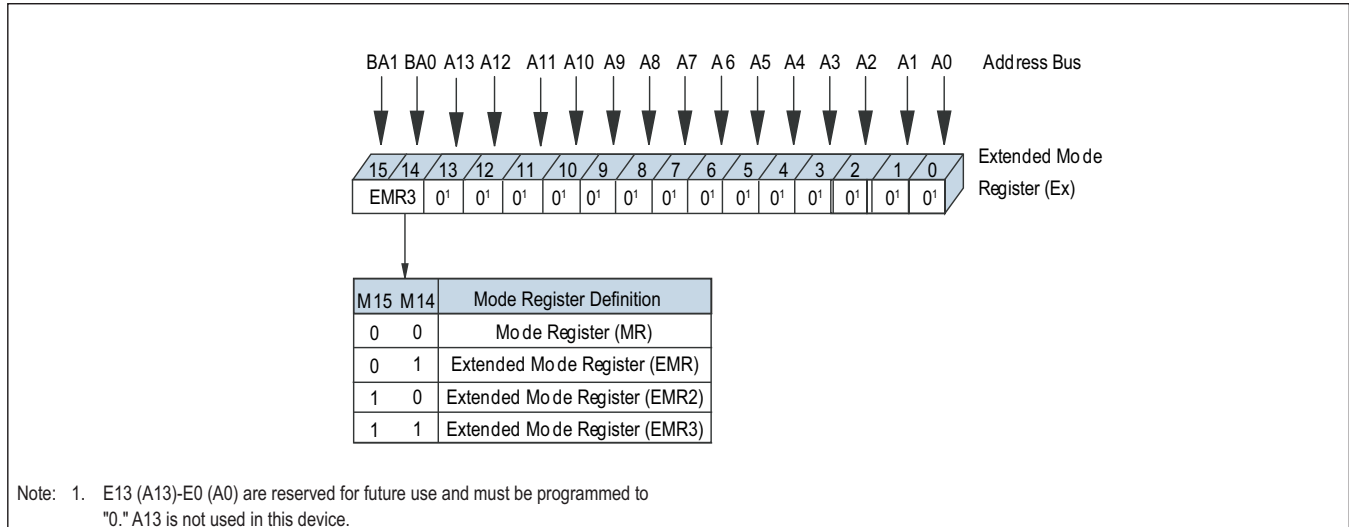 BA1 BA0 A13 A12 A11 A10 A9 A8 A7 A6 A5 A4 A3 A2 A1 A0 Address Bus
15 14 13 12 11 10 9 8 7 6 5 4 3 2 1 0 Extended Mode
EMR3 0¹ 0¹ 0¹ 0¹ 0¹ 0¹ 0¹ 0¹ 0¹ 0¹ 0¹ 0¹ 0¹ 0¹ Register (Ex)
M15 M14 Mode Register Definition
0 0 Mode Register (MR)
0 1 Extended Mode Register (EMR)
1 0 Extended Mode Register (EMR2)
1 1 Extended Mode Register (EMR3)
Note: 1. E13 (A13)-E0 (A0) are reserved for future use and must be programmed to
"0." A13 is not used in this device.